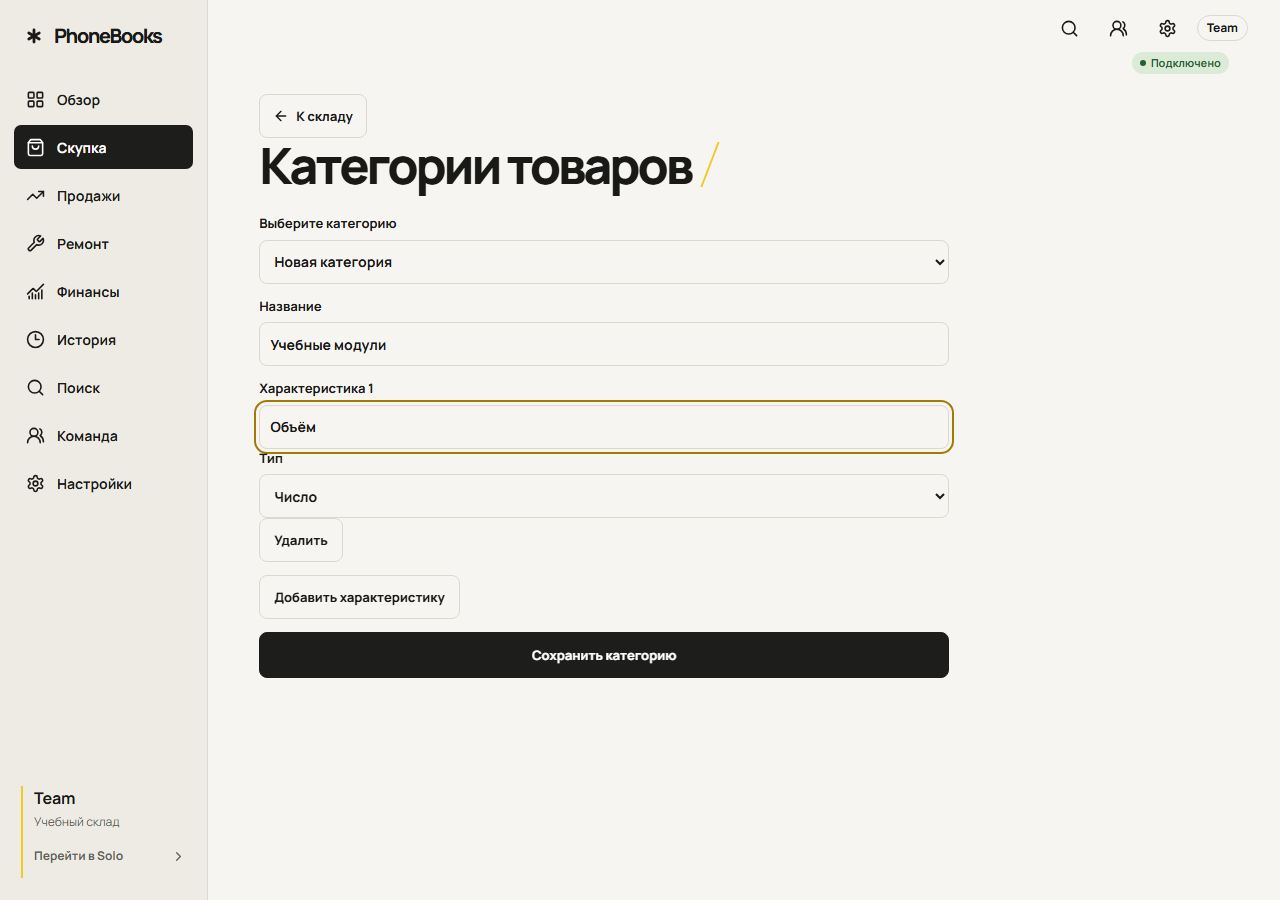 PhoneBooks
Team
Подключено
Обзор
Скупка
Продажи
Ремонт
Финансы
История
Поиск
Команда
Настройки
К складу
Категории товаров /
Выберите категорию
Новая категория
Название
Учебные модули
Характеристика 1
Объём
Тип
Число
Удалить
Добавить характеристику
Сохранить категорию
Team
Учебный склад
Перейти в Solo